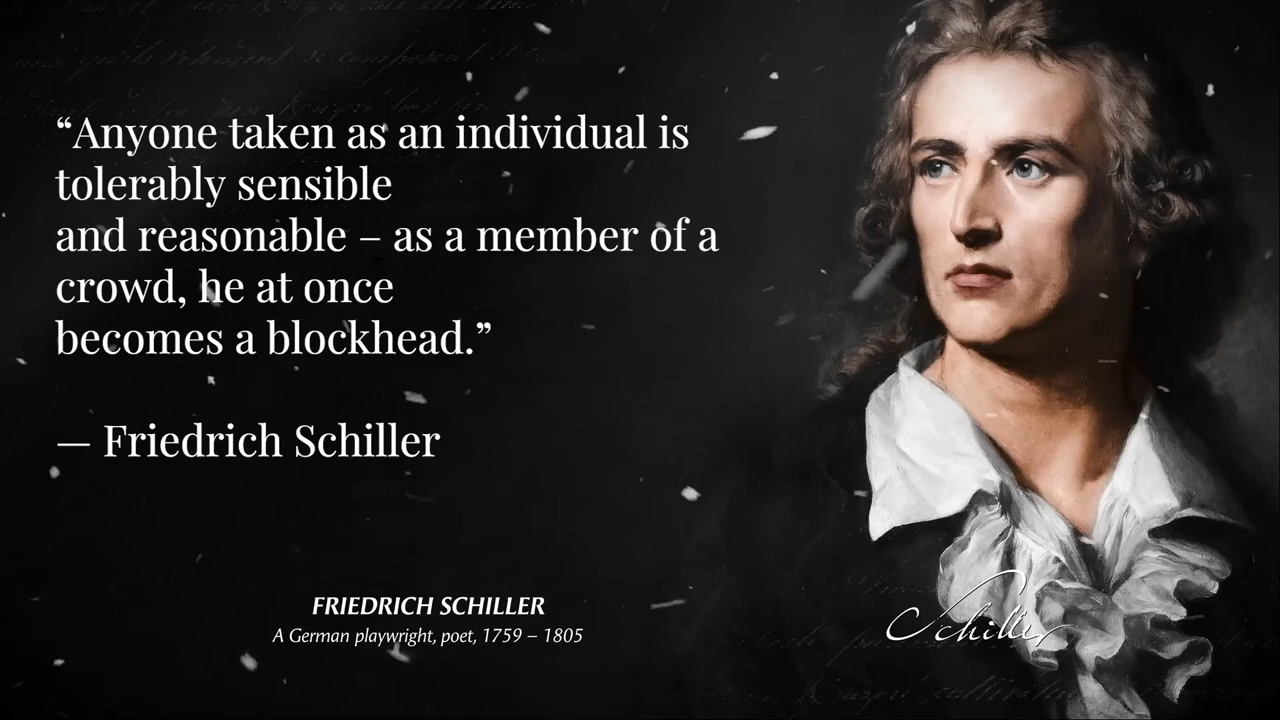 “Anyone taken as an individual is
tolerably sensible
and reasonable – as a member of a
crowd, he at once
becomes a blockhead.”
— Friedrich Schiller
FRIEDRICH SCHILLER
A German playwright, poet, 1759 – 1805
Schiller